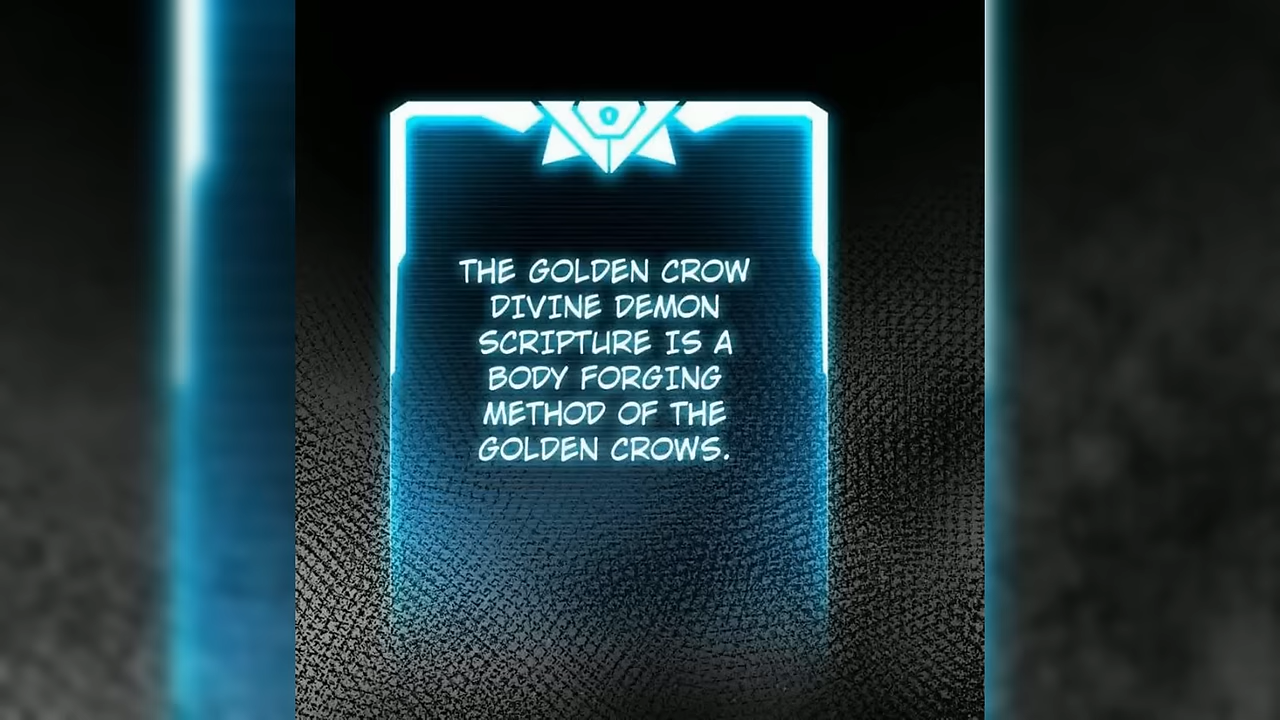 THE GOLDEN CROW
DIVINE DEMON
SCRIPTURE IS A
BODY FORGING
METHOD OF THE
GOLDEN CROWS.